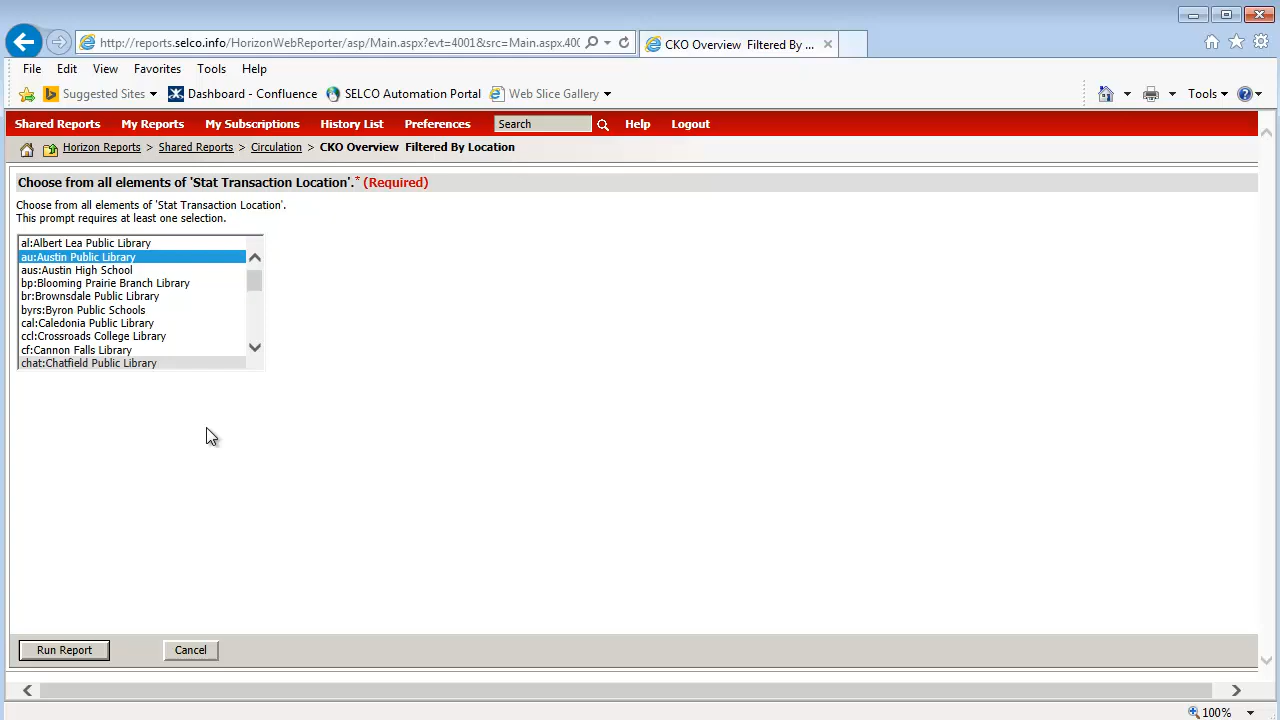 http://reports.selco.info/HorizonWebReporter/asp/Main.aspx?evt=4001&src=Main.aspx.400
CKO Overview Filtered By ...
File Edit View Favorites Tools Help
Suggested Sites Dashboard - Confluence SELCO Automation Portal Web Slice Gallery Tools
Shared Reports My Reports My Subscriptions History List Preferences Search Help Logout
Horizon Reports > Shared Reports > Circulation > CKO Overview Filtered By Location
Choose from all elements of 'Stat Transaction Location'.* (Required)
Choose from all elements of 'Stat Transaction Location'.
This prompt requires at least one selection.
al:Albert Lea Public Library
au:Austin Public Library
aus:Austin High School
bp:Blooming Prairie Branch Library
br:Brownsdale Public Library
byrs:Byron Public Schools
cal:Caledonia Public Library
ccl:Crossroads College Library
cf:Cannon Falls Library
chat:Chatfield Public Library
Run Report Cancel
100%